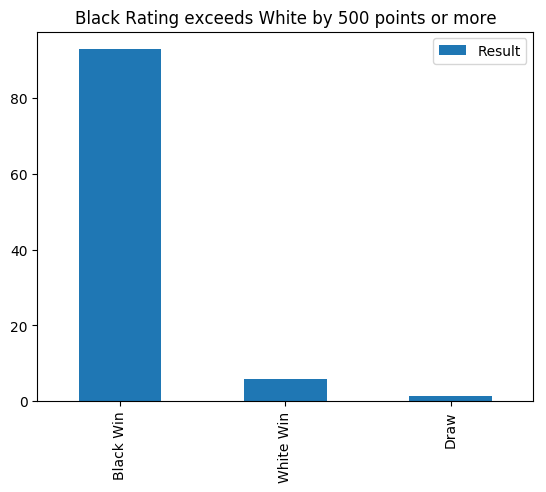 Black Rating exceeds White by 500 points or more
Result
80
60
40
20
0
Black Win
White Win
Draw